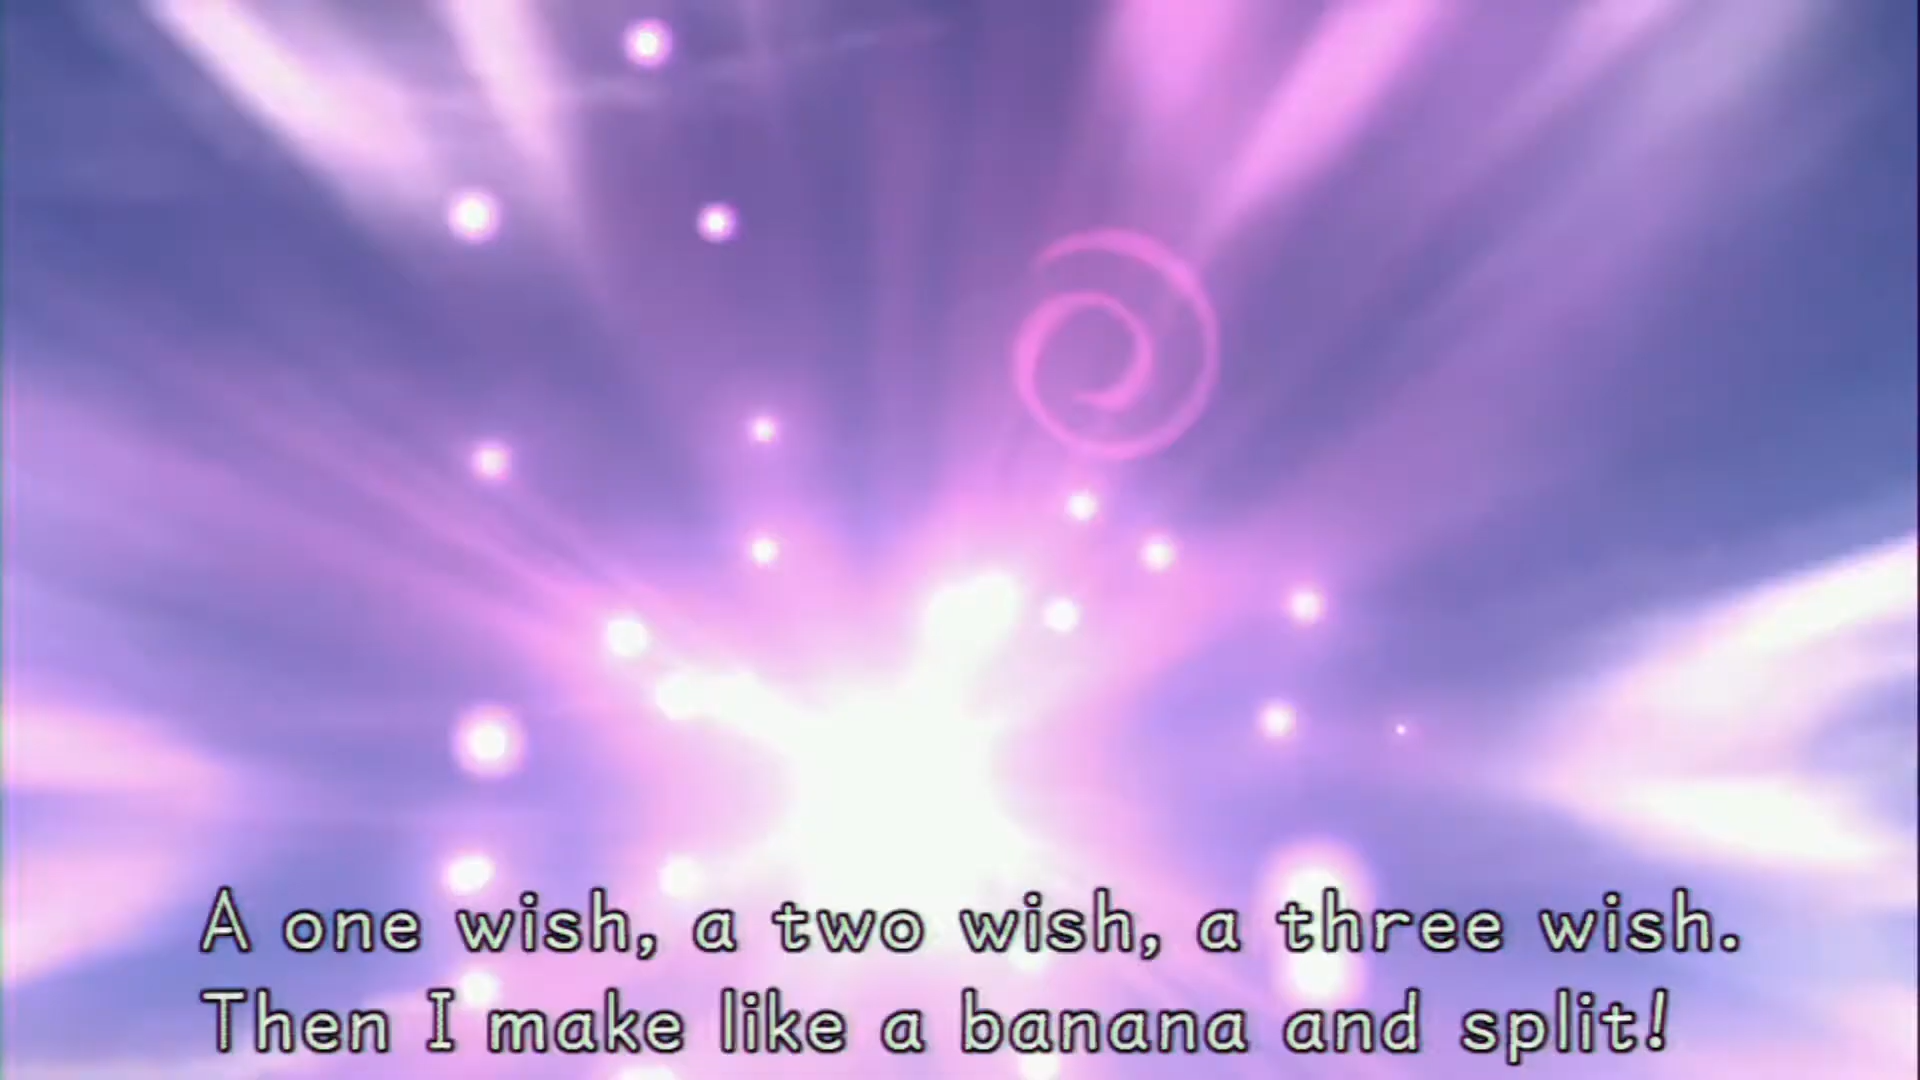 A one wish, a two wish, a three wish.
Then I make like a banana and split!